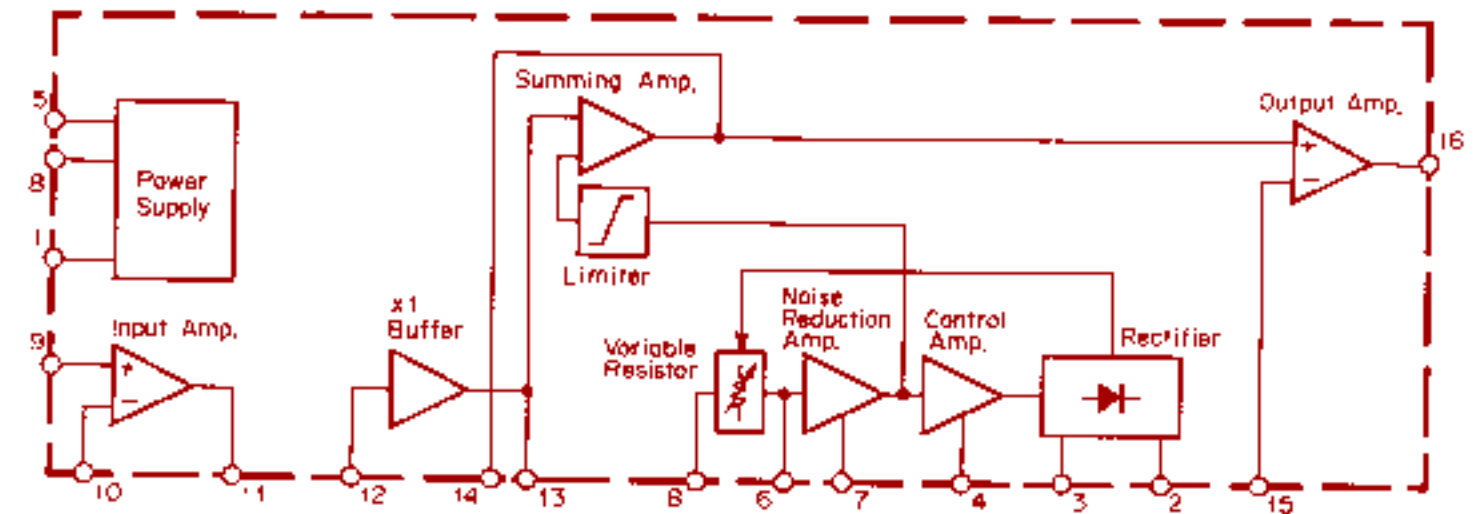 Summing Amp.
Output Amp.
5
16
8
Power
Supply
1
Limiter
x1
Buffer
Noise
Reduction
Amp.
Control
Amp.
Input Amp.
9
Variable
Resistor
Rectifier
+
−
+
−
10
11
12
14
13
8
6
7
4
3
2
15